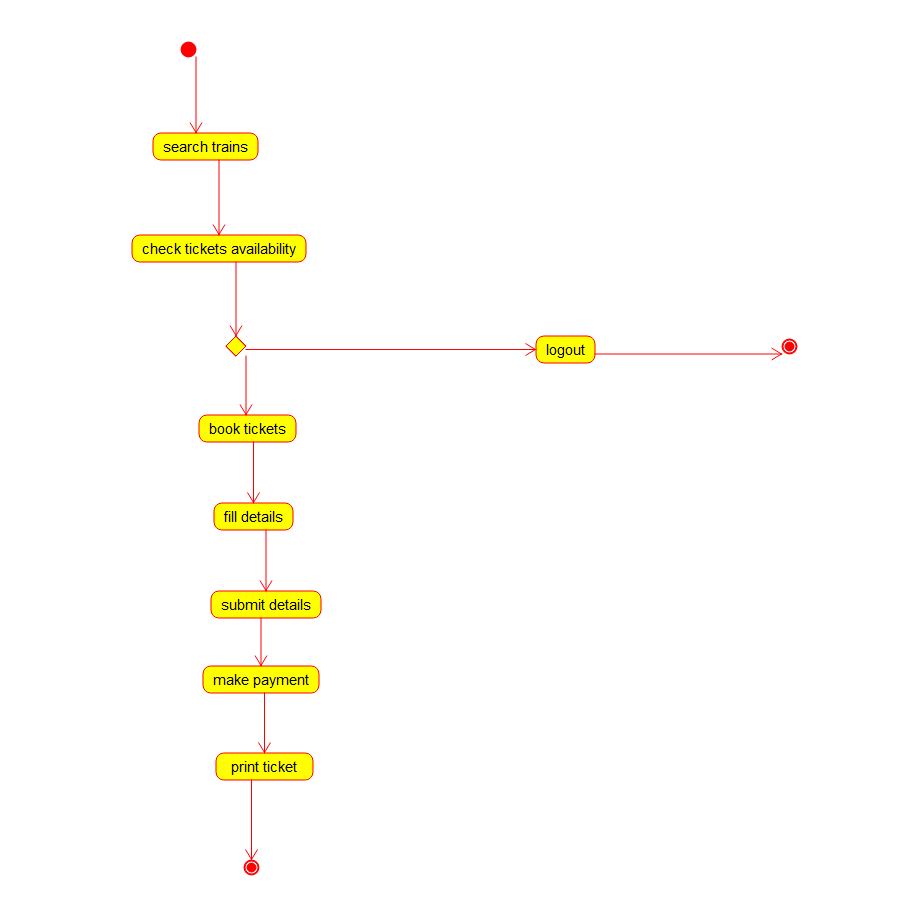 search trains
check tickets availability
logout
book tickets
fill details
submit details
make payment
print ticket